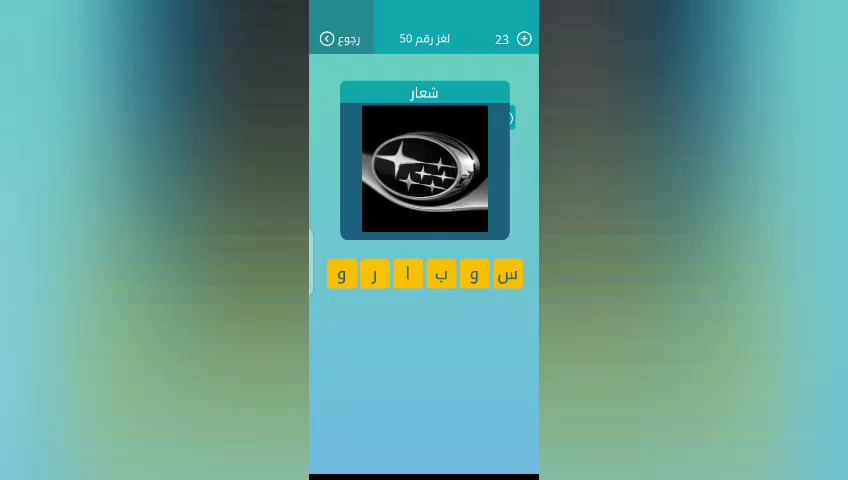 رجوع لغز رقم 50 23
شعار
س و ب ا ر و